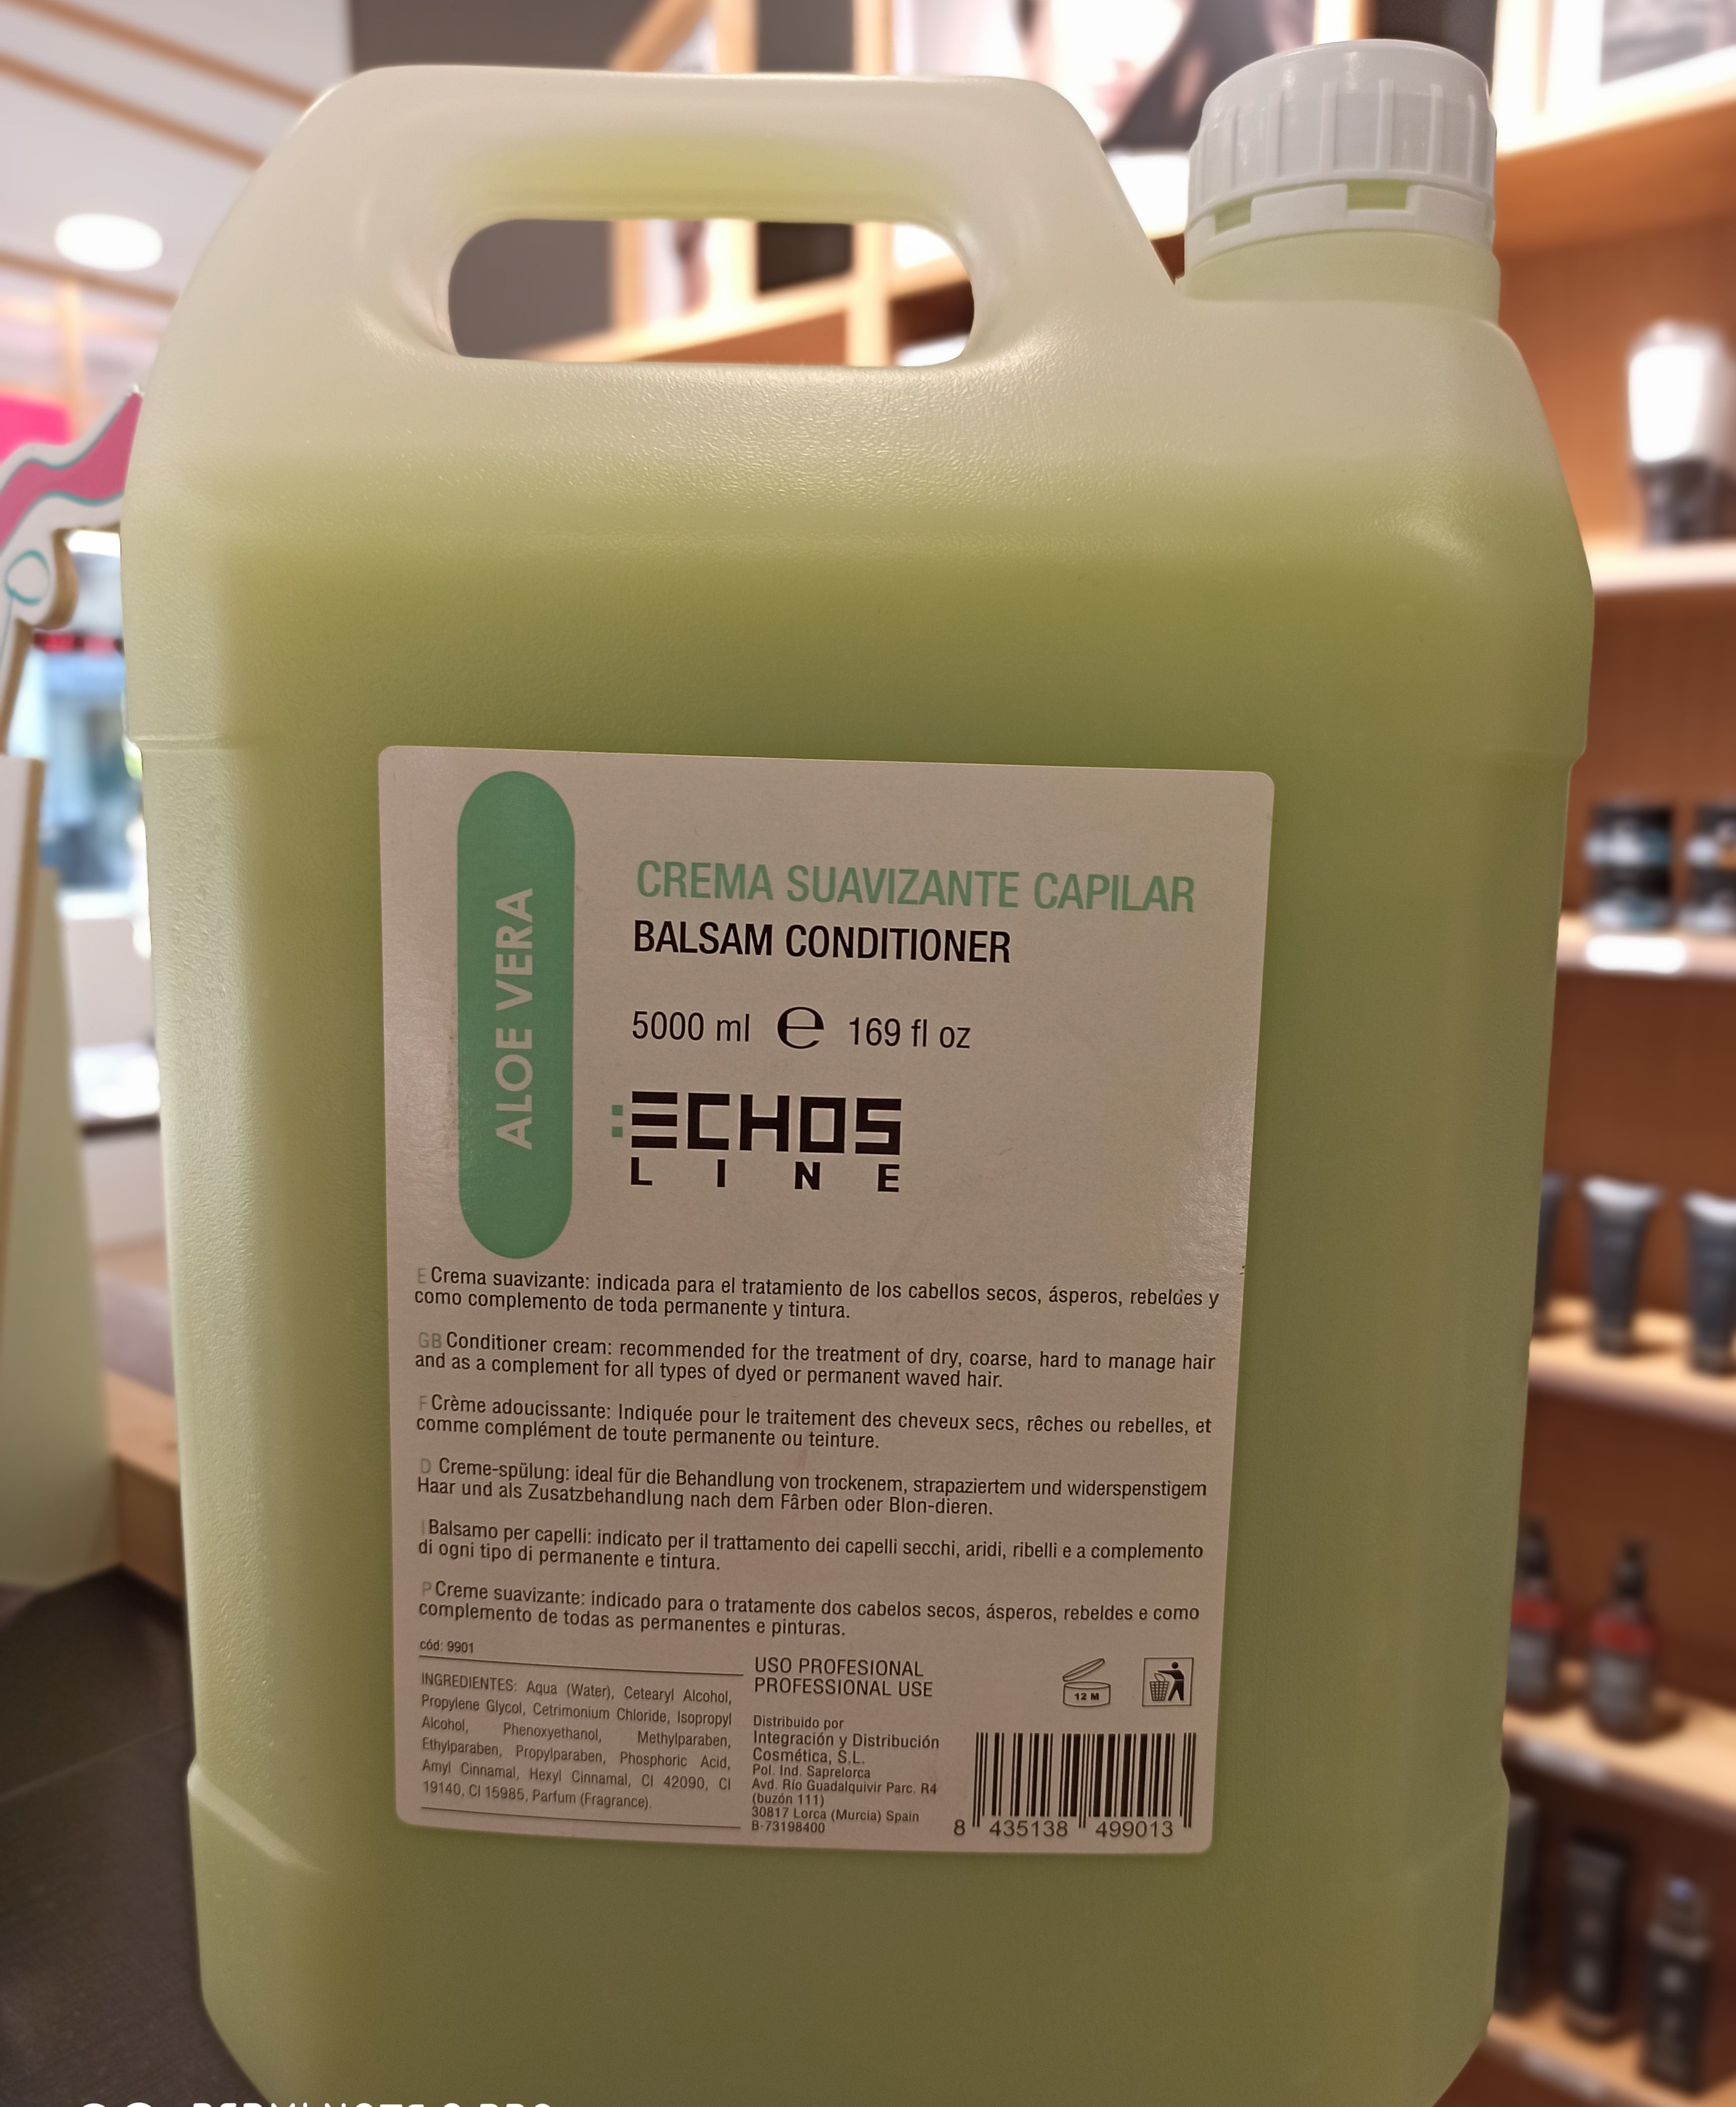 ALOE VERA
CREMA SUAVIZANTE CAPILAR
BALSAM CONDITIONER
5000 ml e 169 fl oz
ECHOS
LINE
E Crema suavizante: indicada para el tratamiento de los cabellos secos, ásperos, rebeldes y
como complemento de toda permanente y tintura.
GB Conditioner cream: recommended for the treatment of dry, coarse, hard to manage hair
and as a complement for all types of dyed or permanent waved hair.
F Crème adoucissante: Indiquée pour le traitement des cheveux secs, rêches ou rebelles, et
comme complément de toute permanente ou teinture.
D Creme-spülung: ideal für die Behandlung von trockenem, strapaziertem und widerspenstigem
Haar und als Zusatzbehandlung nach dem Fârben oder Blon-dieren.
I Balsamo per capelli: indicato per il trattamento dei capelli secchi, aridi, ribelli e a complemento
di ogni tipo di permanente e tintura.
P Creme suavizante: indicado para o tratamente dos cabelos secos, ásperos, rebeldes e como
complemento de todas as permanentes e pinturas.
cód: 9901
INGREDIENTES: Aqua (Water), Cetearyl Alcohol,
Propylene Glycol, Cetrimonium Chloride, Isopropyl
Alcohol, Phenoxyethanol, Methylparaben,
Ethylparaben, Propylparaben, Phosphoric Acid,
Amyl Cinnamal, Hexyl Cinnamal, CI 42090, CI
19140, CI 15985, Parfum (Fragrance).
USO PROFESIONAL
PROFESSIONAL USE
Distribuido por
Integración y Distribución
Cosmética, S.L.
Pol. Ind. Saprelorca
Avd. Río Guadalquivir Parc. R4
(buzón 111)
30817 Lorca (Murcia) Spain
B-73198400
12 M
8 435138 499013